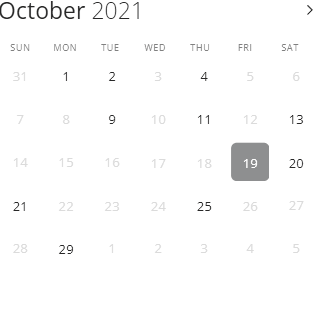 October 2021
SUN MON TUE WED THU FRI SAT
31 1 2 3 4 5 6
7 8 9 10 11 12 13
14 15 16 17 18 19 20
21 22 23 24 25 26 27
28 29 1 2 3 4 5